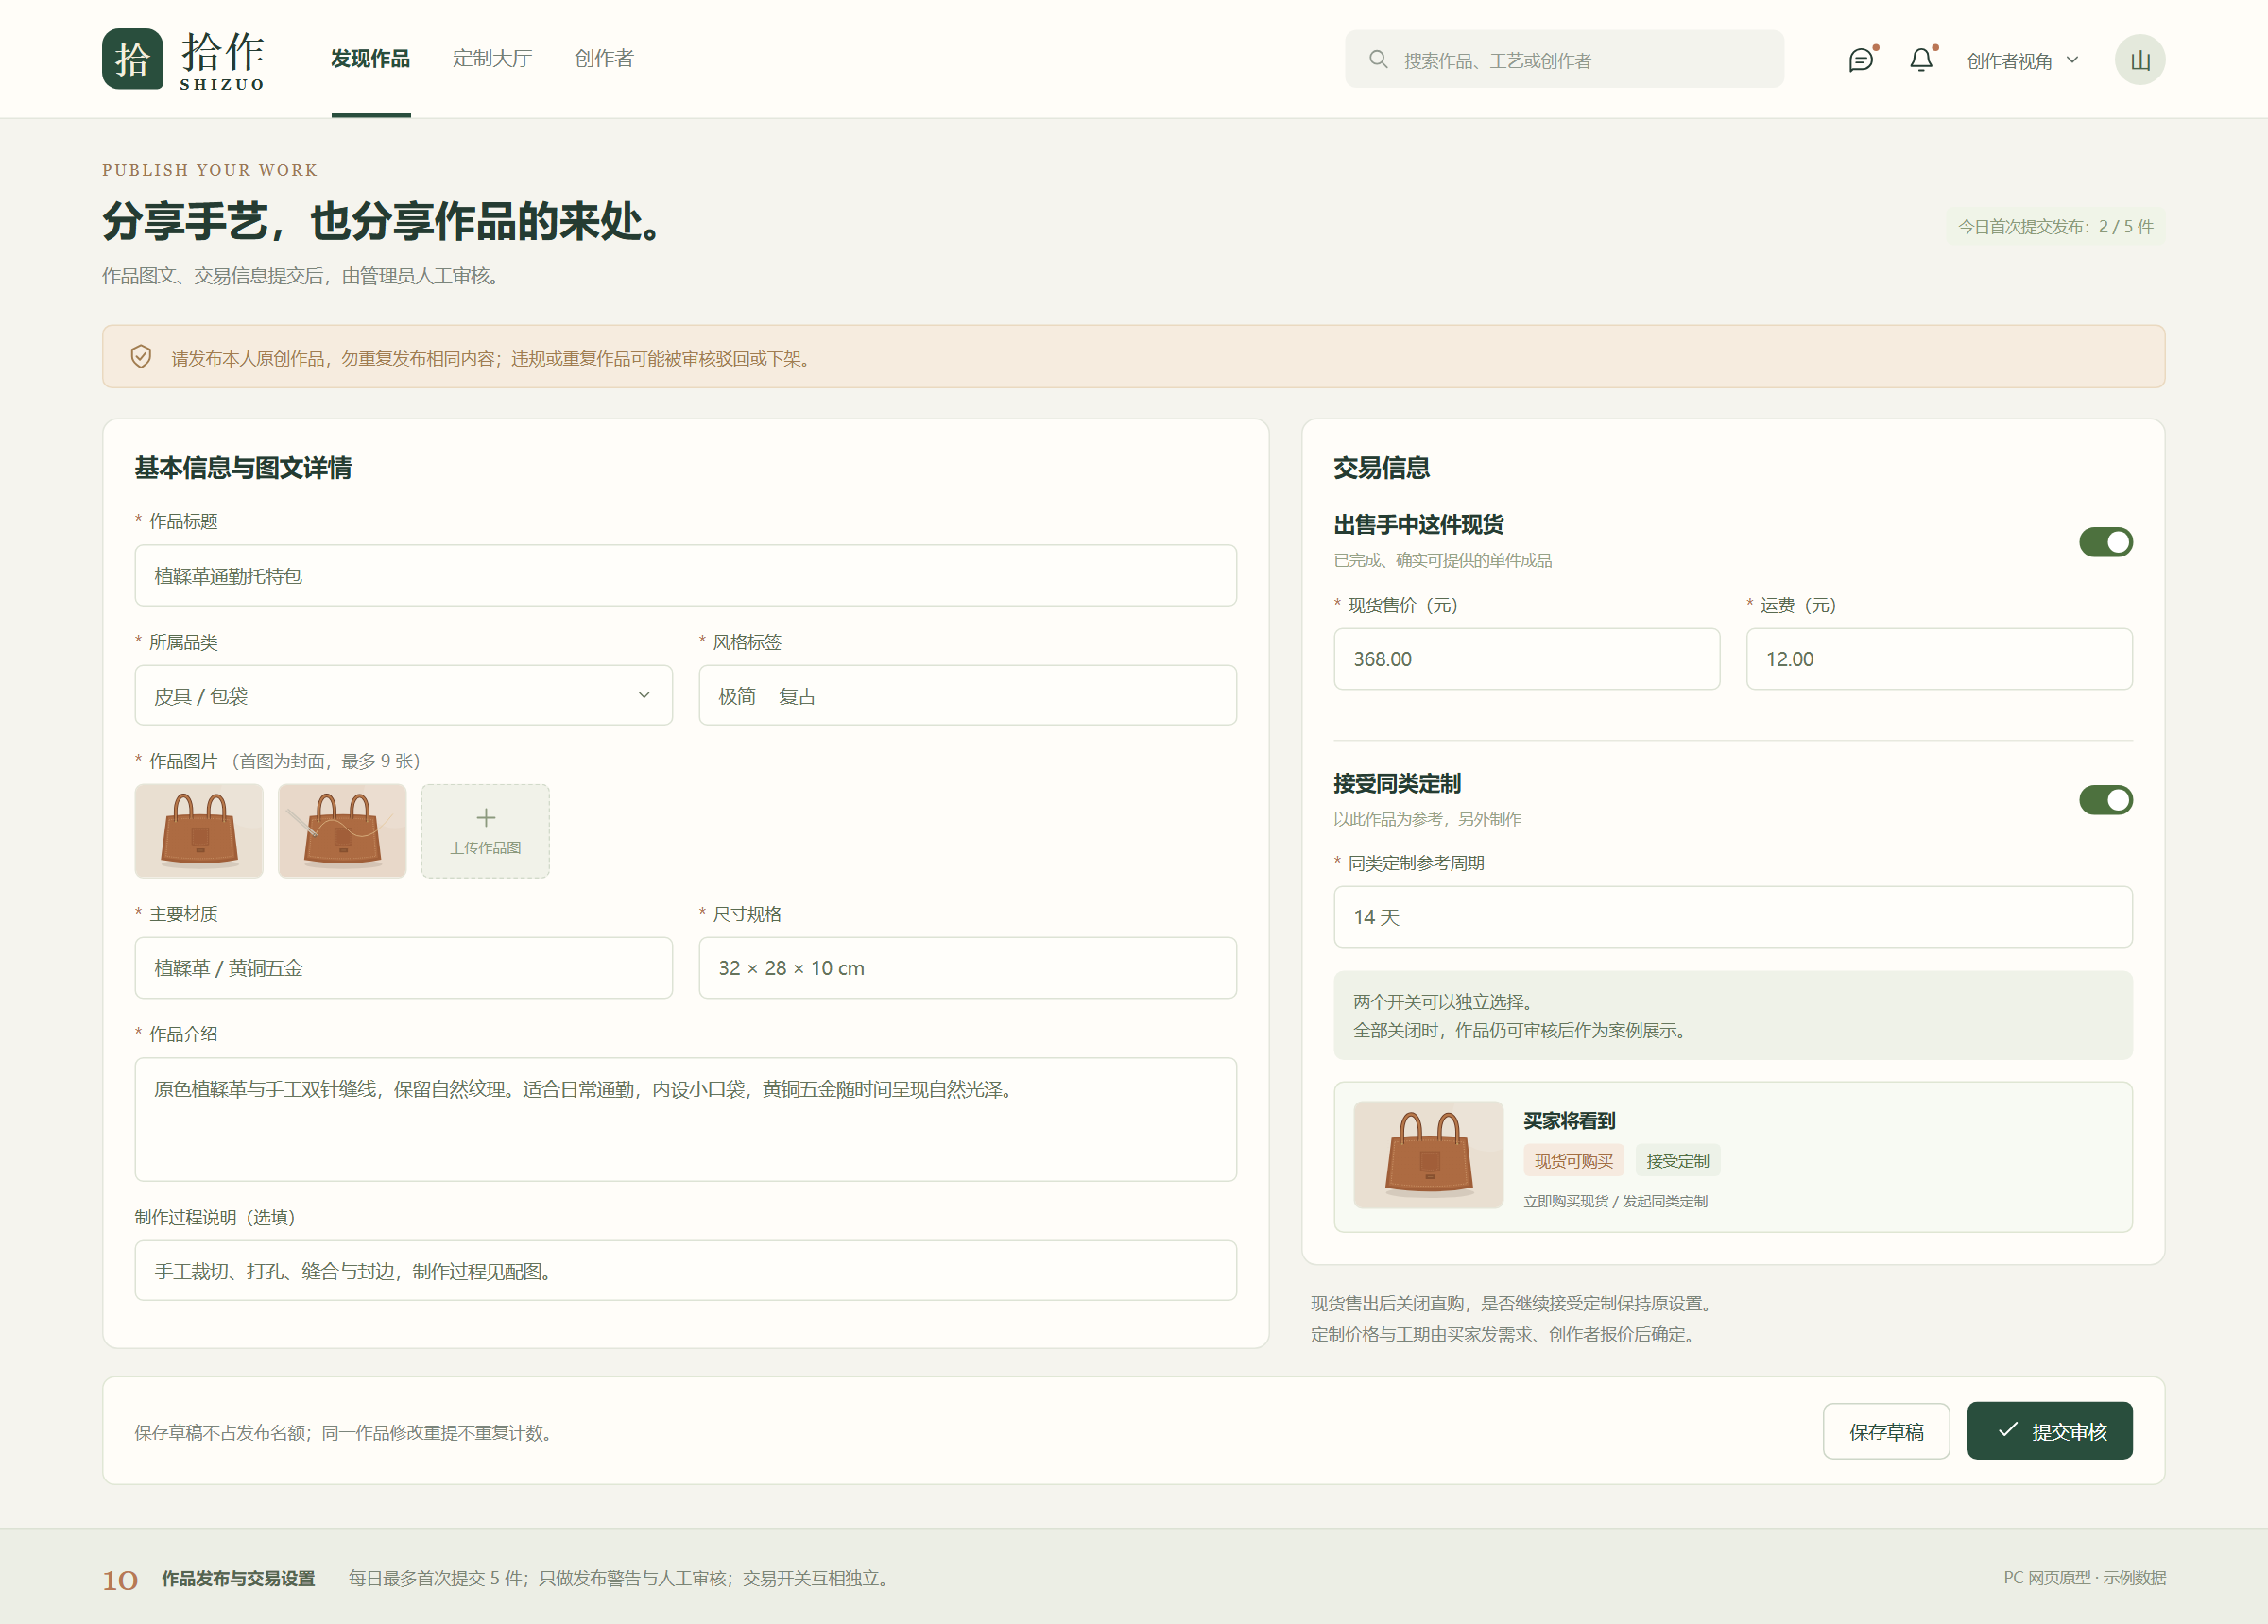 拾 拾作
SHIZUO
发现作品 定制大厅 创作者
搜索作品、工艺或创作者
创作者视角
山
PUBLISH YOUR WORK
分享手艺，也分享作品的来处。
作品图文、交易信息提交后，由管理员人工审核。
今日首次提交发布：2 / 5 件
请发布本人原创作品，勿重复发布相同内容；违规或重复作品可能被审核驳回或下架。
基本信息与图文详情
* 作品标题
植鞣革通勤托特包
* 所属品类
皮具 / 包袋
* 风格标签
极简 复古
* 作品图片 （首图为封面，最多 9 张）
上传作品图
* 主要材质
植鞣革 / 黄铜五金
* 尺寸规格
32 × 28 × 10 cm
* 作品介绍
原色植鞣革与手工双针缝线，保留自然纹理。适合日常通勤，内设小口袋，黄铜五金随时间呈现自然光泽。
制作过程说明（选填）
手工裁切、打孔、缝合与封边，制作过程见配图。
交易信息
出售手中这件现货
已完成、确实可提供的单件成品
* 现货售价（元）
368.00
* 运费（元）
12.00
接受同类定制
以此作品为参考，另外制作
* 同类定制参考周期
14 天
两个开关可以独立选择。
全部关闭时，作品仍可审核后作为案例展示。
买家将看到
现货可购买 接受定制
立即购买现货 / 发起同类定制
现货售出后关闭直购，是否继续接受定制保持原设置。
定制价格与工期由买家发需求、创作者报价后确定。
保存草稿不占发布名额；同一作品修改重提不重复计数。
保存草稿
提交审核
10 作品发布与交易设置 每日最多首次提交 5 件；只做发布警告与人工审核；交易开关互相独立。
PC 网页原型 · 示例数据